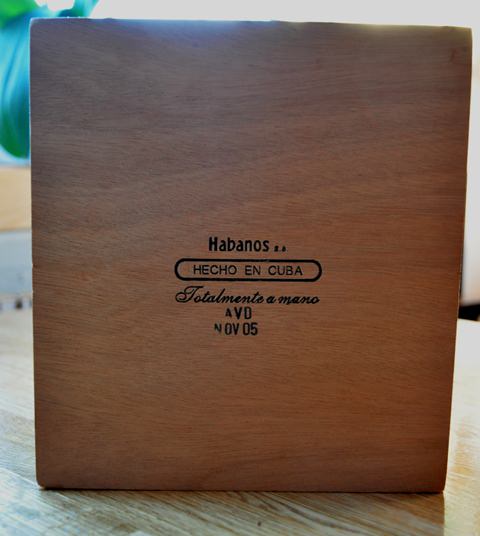 Habanos s.a
HECHO EN CUBA
Totalmente a mano
AVD
NOV 05